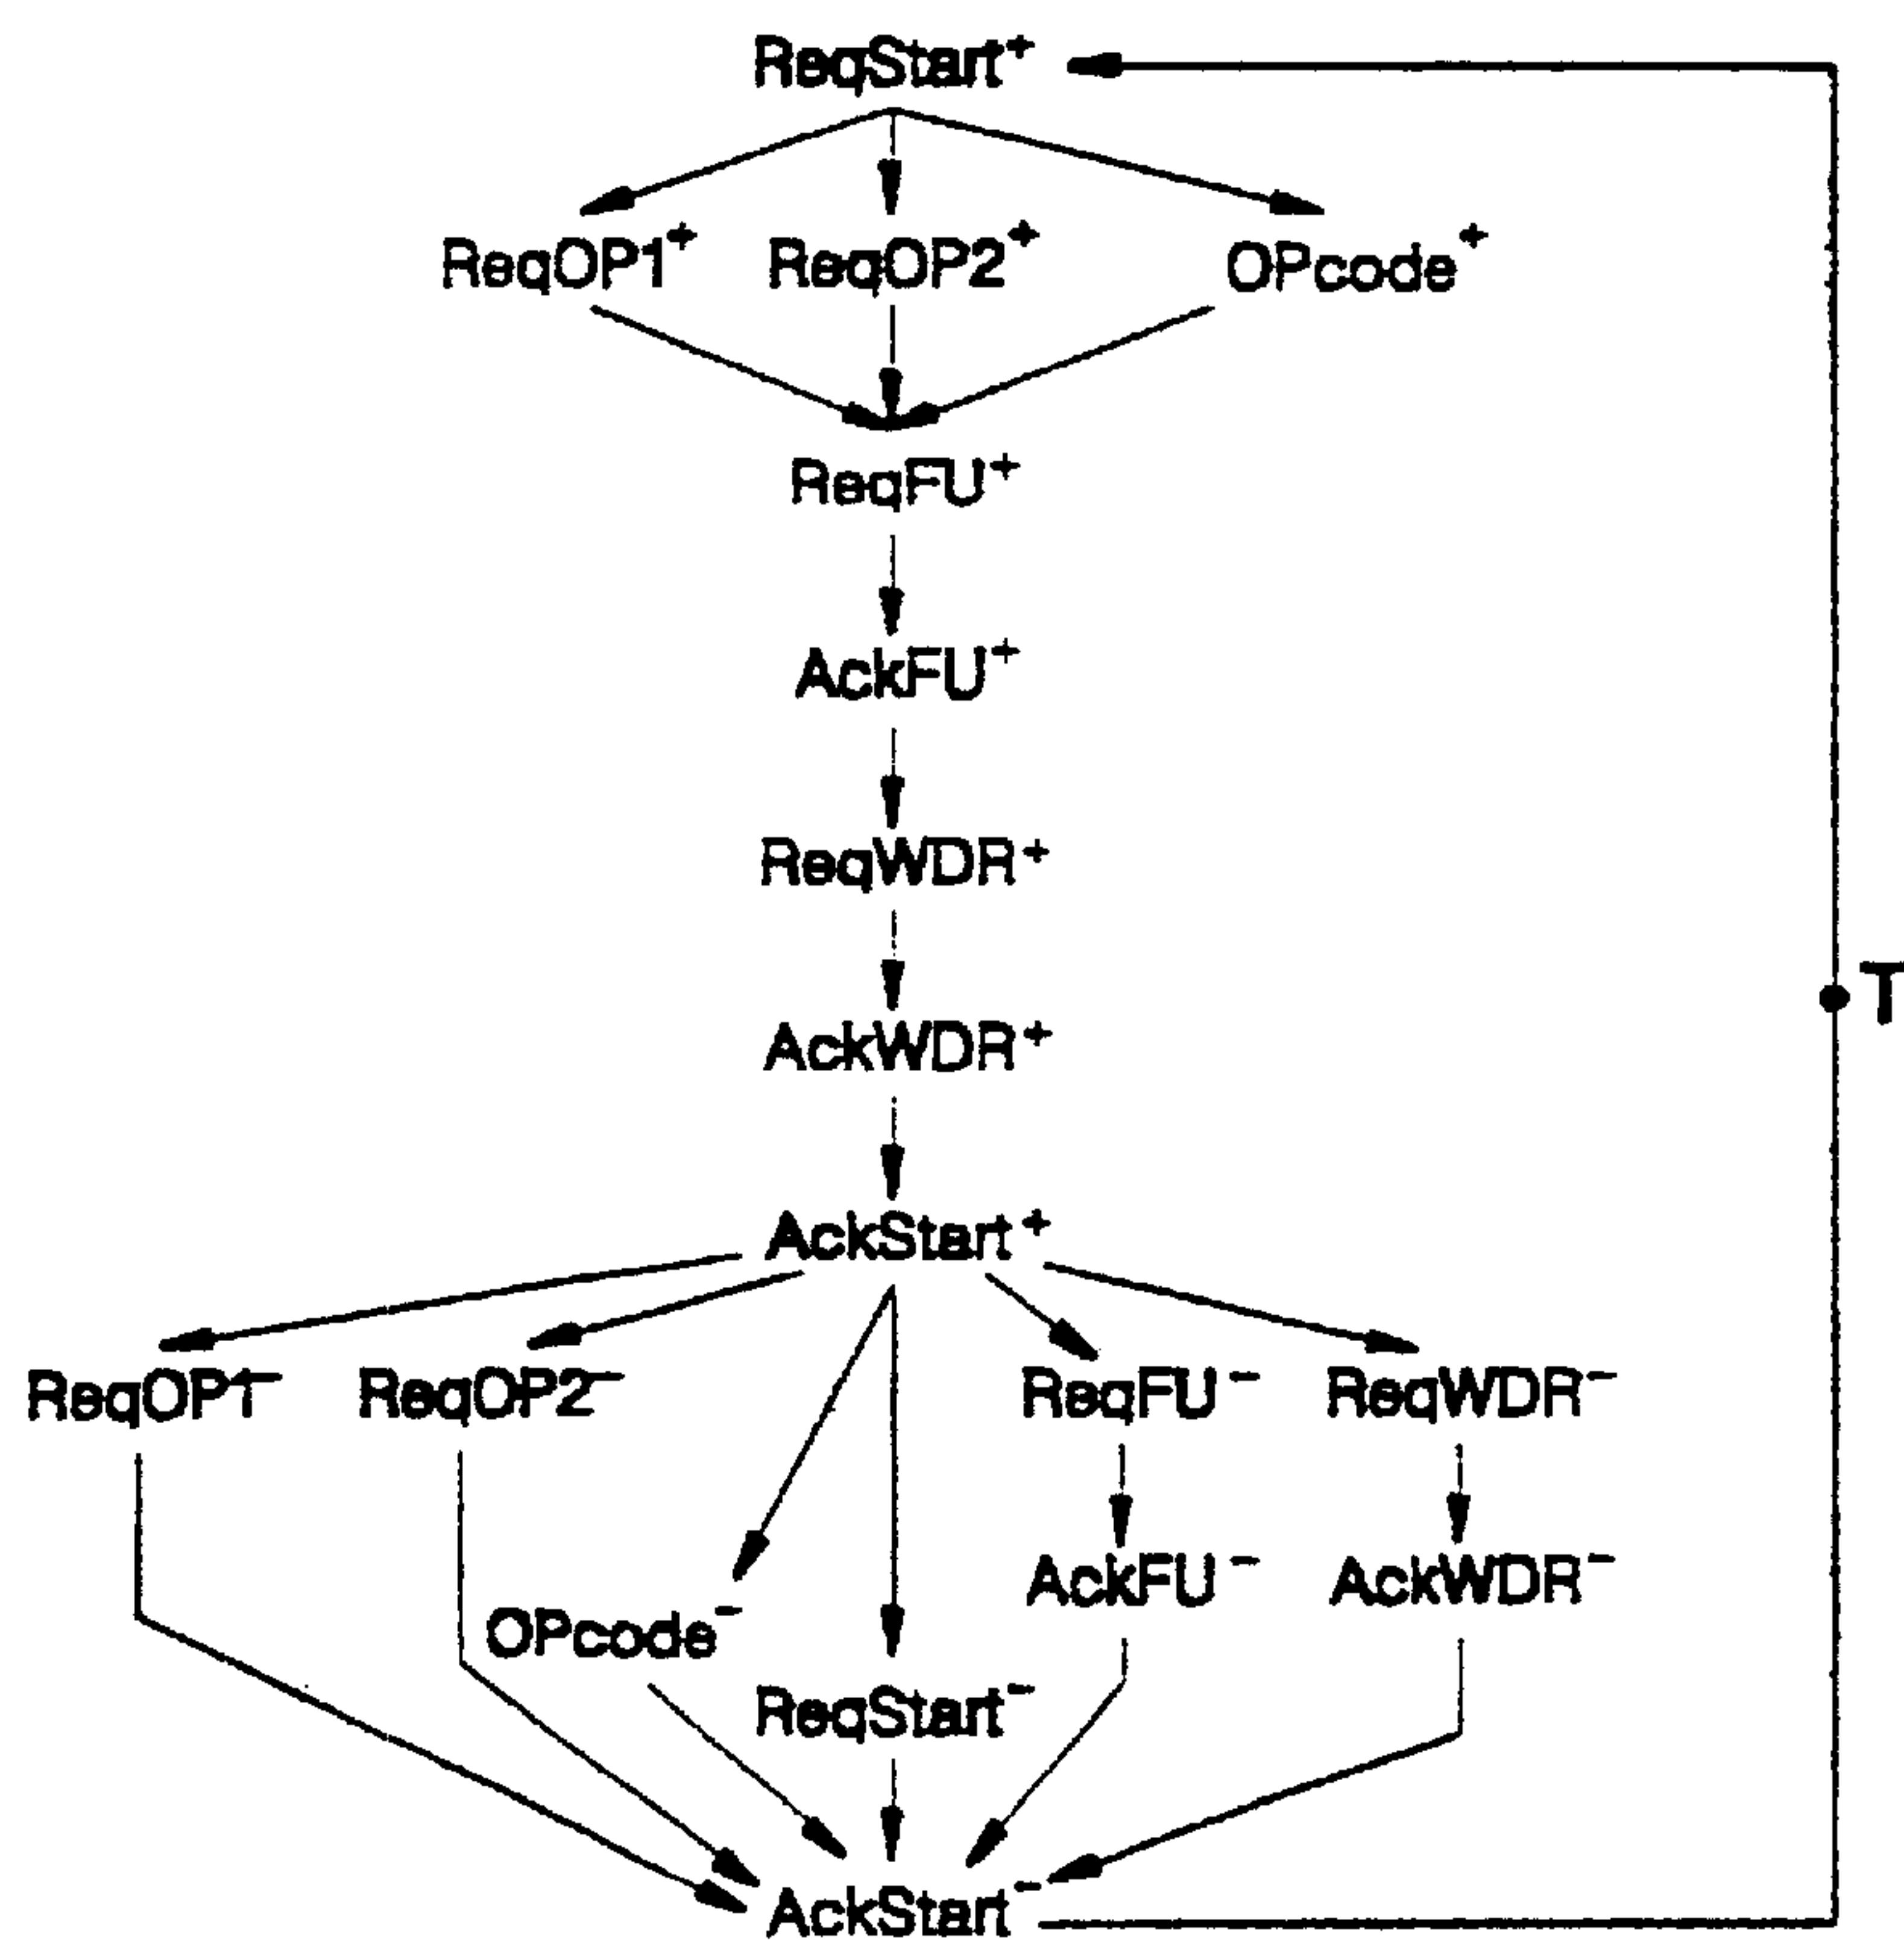 ReqStart⁺
ReqOP1⁺ ReqOP2⁺ OPcode⁺
ReqFU⁺
AckFU⁺
ReqWDR⁺
T
AckWDR⁺
AckStart⁺
ReqOP1⁻ ReqOP2⁻ ReqFU⁻ ReqWDR⁻
AckFU⁻ AckWDR⁻
OPcode⁻
ReqStart⁻
AckStart⁻